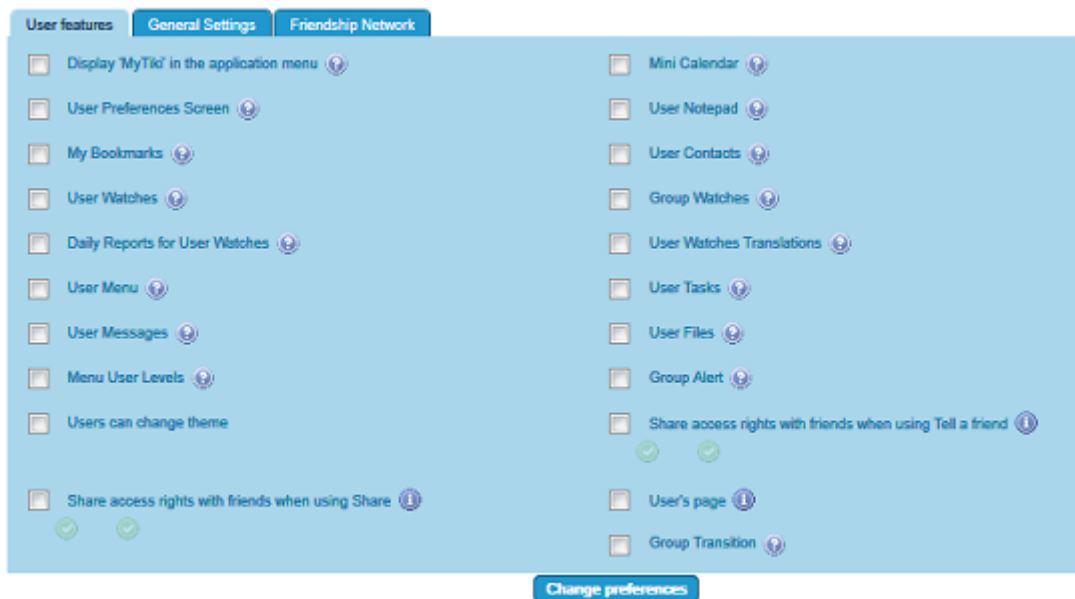 User features General Settings Friendship Network
Display 'MyTiki' in the application menu Mini Calendar
User Preferences Screen User Notepad
My Bookmarks User Contacts
User Watches Group Watches
Daily Reports for User Watches User Watches Translations
User Menu User Tasks
User Messages User Files
Menu User Levels Group Alert
Users can change theme Share access rights with friends when using Tell a friend
Share access rights with friends when using Share User's page
Group Transition
Change preferences